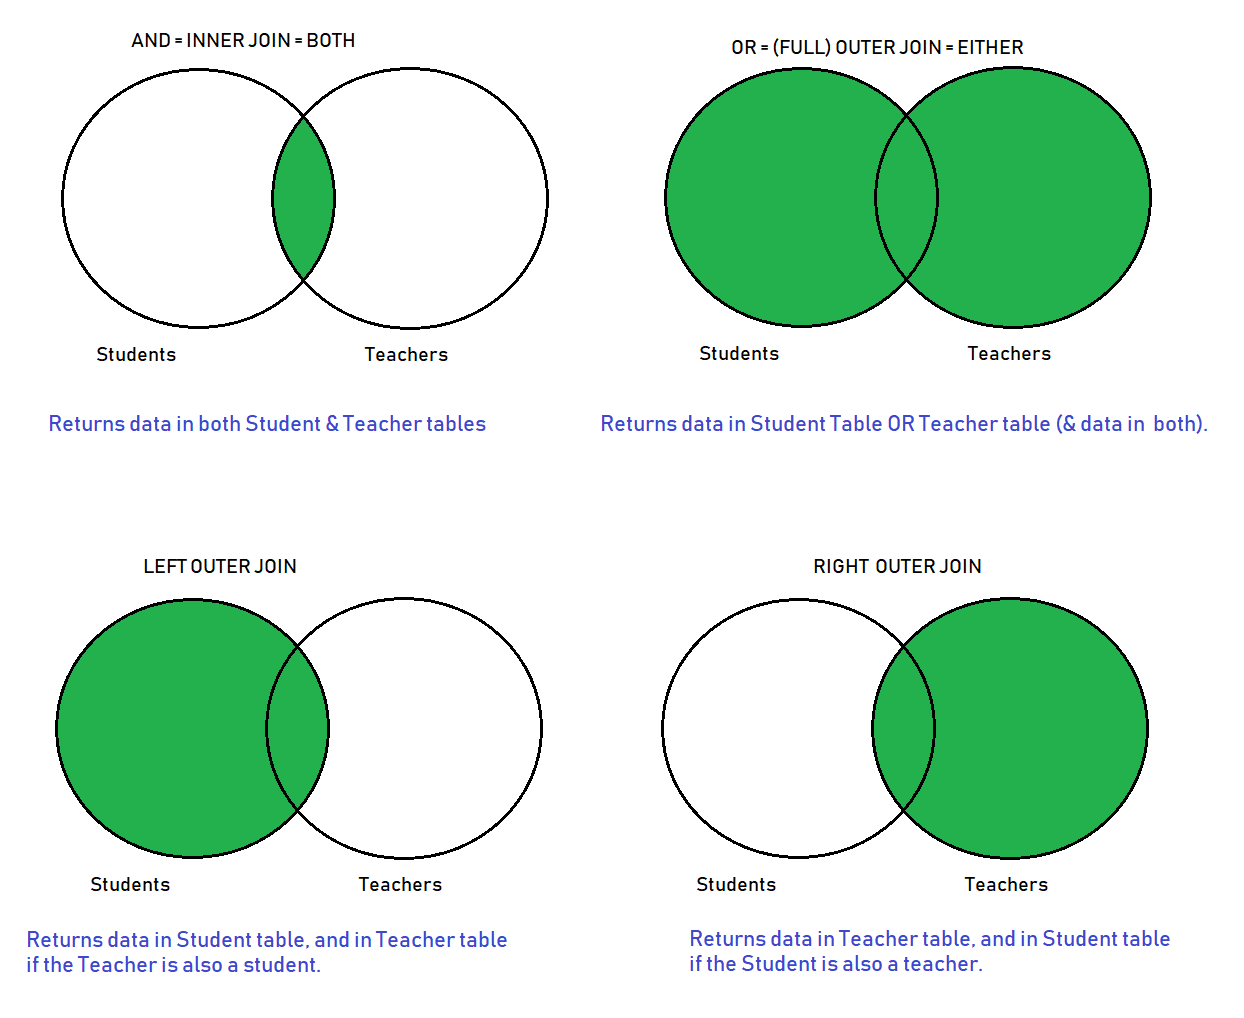 AND = INNER JOIN = BOTH
OR = (FULL) OUTER JOIN = EITHER
Students
Teachers
Students
Teachers
Returns data in both Student & Teacher tables
Returns data in Student Table OR Teacher table (& data in both).
LEFT OUTER JOIN
RIGHT OUTER JOIN
Students
Teachers
Students
Teachers
Returns data in Student table, and in Teacher table
if the Teacher is also a student.
Returns data in Teacher table, and in Student table
if the Student is also a teacher.